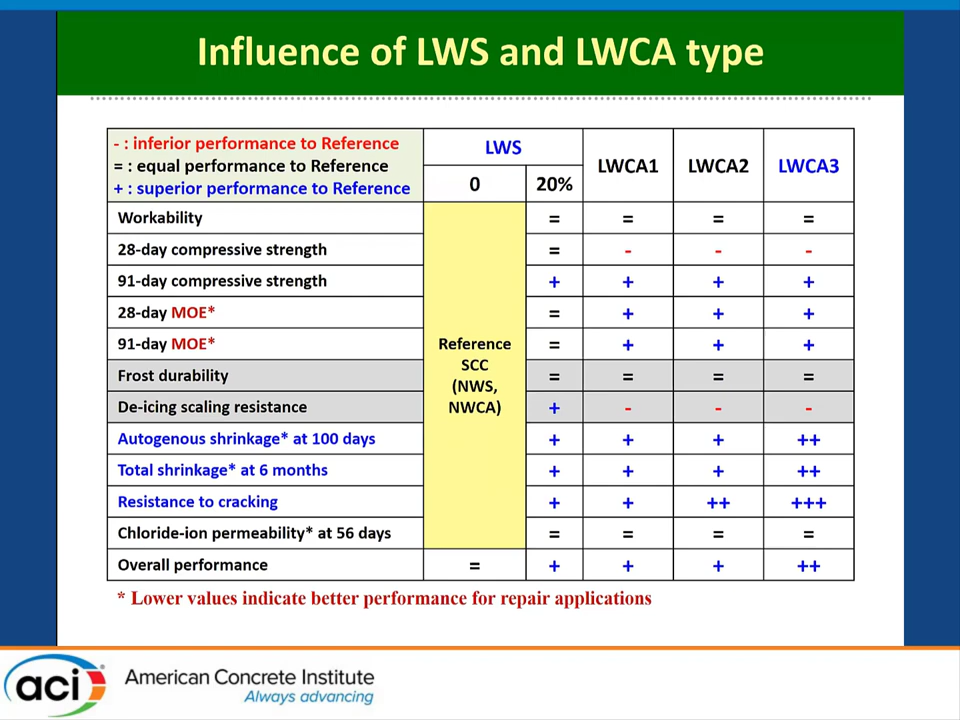 Influence of LWS and LWCA type
- : inferior performance to Reference
= : equal performance to Reference
+ : superior performance to Reference
LWS
0
20%
LWCA1
LWCA2
LWCA3
Reference
SCC
(NWS,
NWCA)
Workability = = = =
28-day compressive strength = - - -
91-day compressive strength + + + +
28-day MOE* = + + +
91-day MOE* = + + +
Frost durability = = = =
De-icing scaling resistance + - - -
Autogenous shrinkage* at 100 days + + + ++
Total shrinkage* at 6 months + + + ++
Resistance to cracking + + ++ +++
Chloride-ion permeability* at 56 days = = = =
Overall performance = + + + ++
* Lower values indicate better performance for repair applications
aci
American Concrete Institute
Always advancing